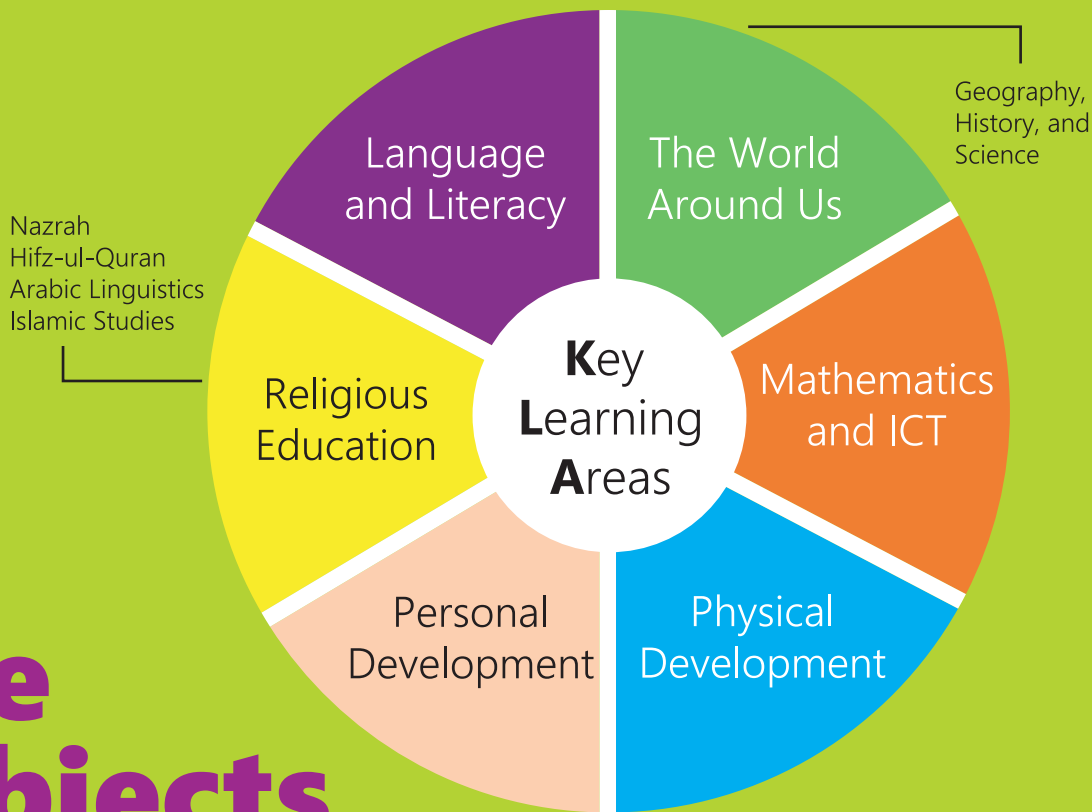 Geography,
History, and
Science
Language
and Literacy
The World
Around Us
Nazrah
Hifz-ul-Quran
Arabic Linguistics
Islamic Studies
Key
Learning
Areas
Religious
Education
Mathematics
and ICT
Personal
Development
Physical
Development
e
bjects